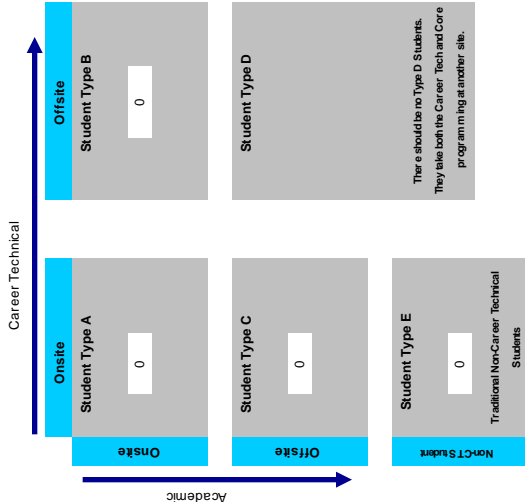 Career Technical
Onsite
Offsite
Academic
Onsite
Student Type A
0
Student Type B
0
Offsite
Student Type C
0
Student Type D
There should be no Type D Students.
They take both the Career Tech and Core
programming at another site.
Non-CT Student
Student Type E
0
Traditional Non-Career Technical
Students